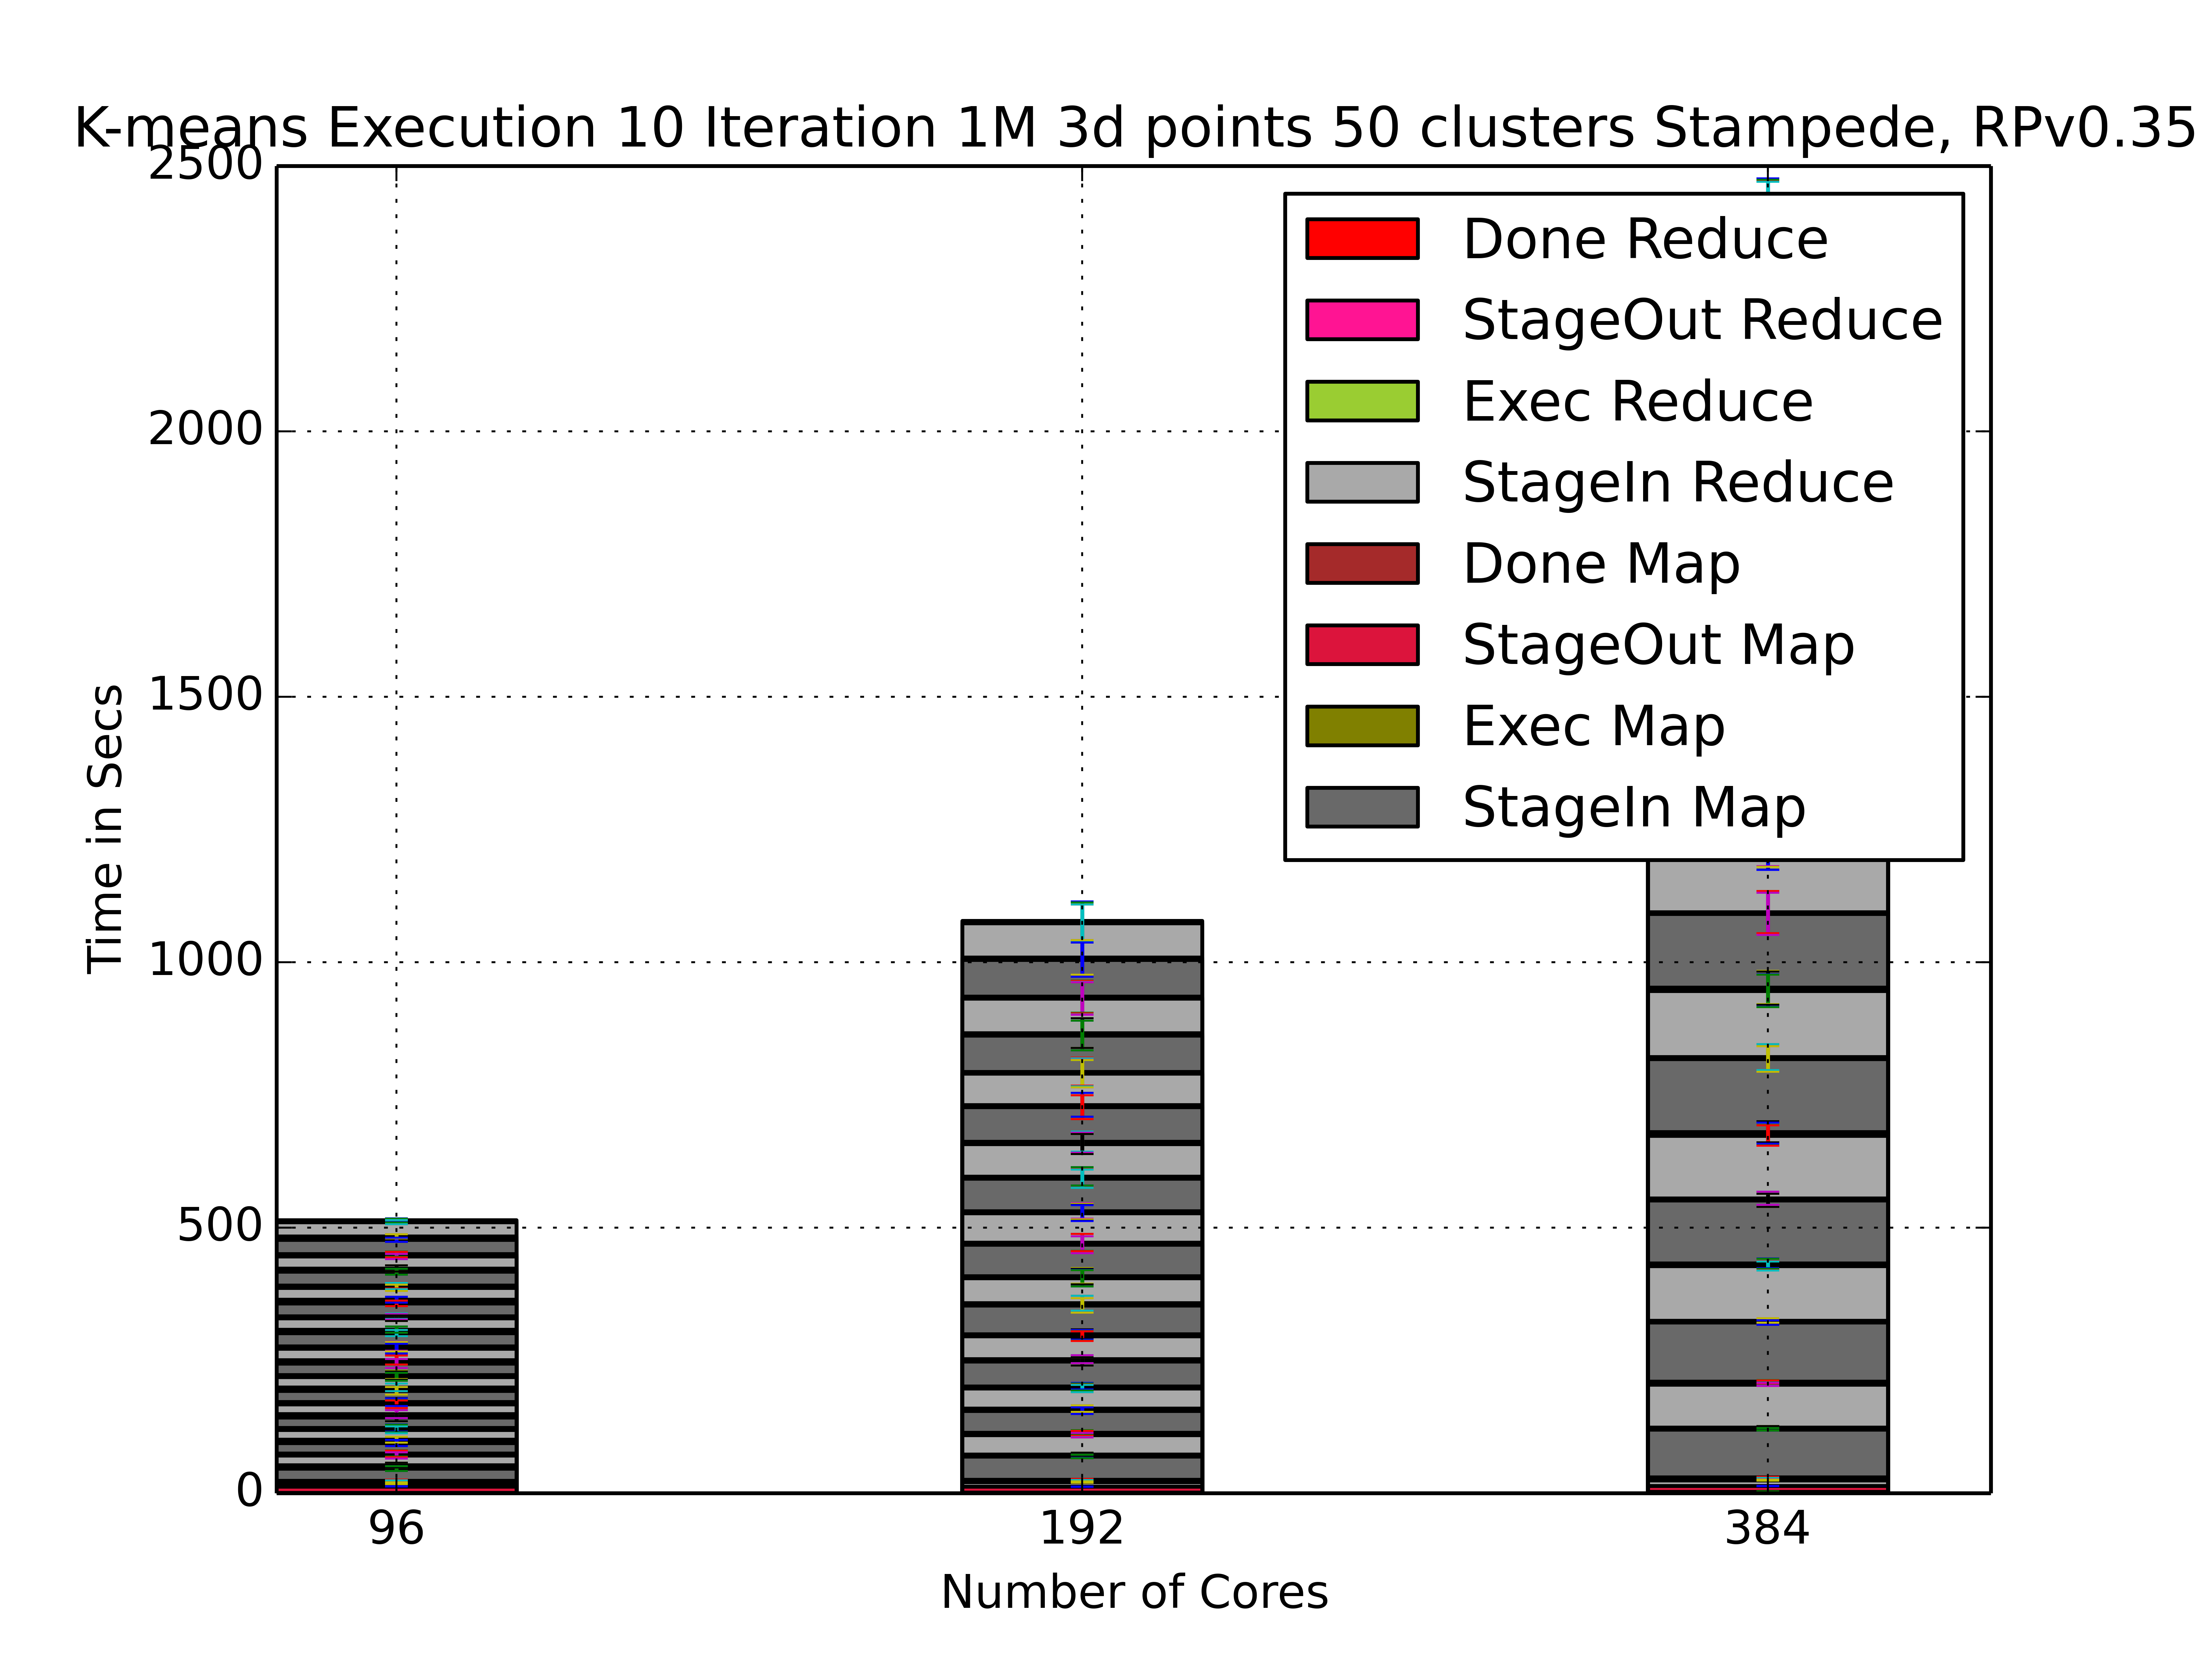 K-means Execution 10 Iteration 1M 3d points 50 clusters Stampede, RPv0.35
2500
2000
1500
1000
500
0
Time in Secs
Done Reduce
StageOut Reduce
Exec Reduce
StageIn Reduce
Done Map
StageOut Map
Exec Map
StageIn Map
96
192
384
Number of Cores